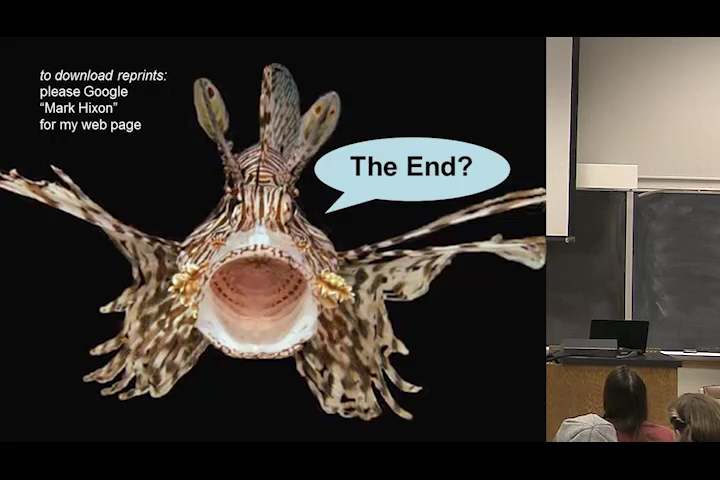 to download reprints:
please Google
“Mark Hixon”
for my web page
The End?